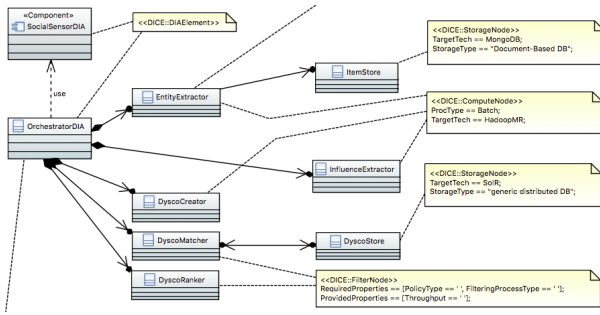 «Component»
SocialSensorDIA
<<DICE::DIAElement>>
<<DICE::StorageNode>>
TargetTech == MongoDB;
StorageType == "Document-Based DB";
ItemStore
use
EntityExtractor
<<DICE::ComputeNode>>
ProcType == Batch;
TargetTech == HadoopMR;
OrchestratorDIA
InfluenceExtractor
<<DICE::StorageNode>>
TargetTech == SolR;
StorageType == "generic distributed DB";
DyscoCreator
DyscoMatcher
DyscoStore
DyscoRanker
<<DICE::FilterNode>>
RequiredProperties == [PolicyType == ' ', FilteringProcessType == ' '];
ProvidedProperties == [Throughput == ' '];